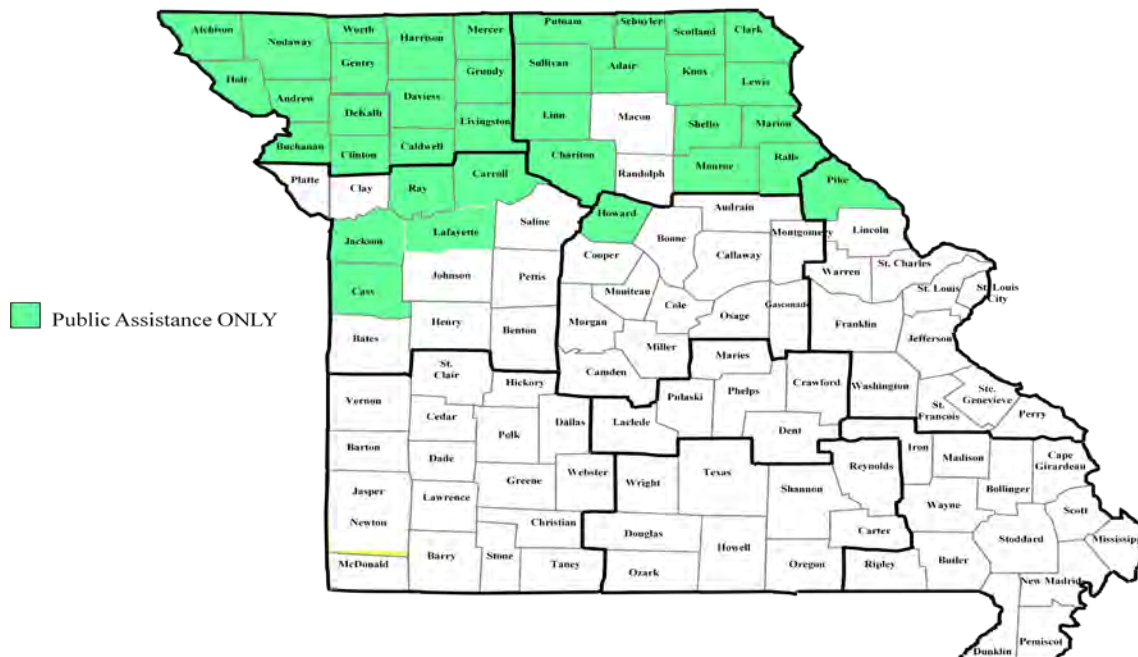 Atchison
Nodaway
Worth
Harrison
Mercer
Putnam
Schuyler
Scotland
Clark
Holt
Gentry
Grundy
Sullivan
Adair
Knox
Lewis
Andrew
DeKalb
Daviess
Livingston
Linn
Macon
Shelby
Marion
Buchanan
Clinton
Caldwell
Chariton
Randolph
Monroe
Ralls
Platte
Clay
Ray
Carroll
Pike
Saline
Howard
Audrain
Jackson
Lafayette
Boone
Montgomery
Lincoln
Cooper
Callaway
Johnson
Pettis
Warren
St. Charles
Cass
Moniteau
Cole
Osage
Gasconade
St. Louis
St. Louis
City
Public Assistance ONLY
Bates
Henry
Benton
Morgan
Miller
Franklin
Jefferson
St.
Clair
Hickory
Camden
Maries
Pulaski
Phelps
Crawford
Washington
Ste.
Genevieve
St.
Francois
Perry
Vernon
Cedar
Polk
Dallas
Laclede
Dent
Barton
Dade
Iron
Madison
Cape
Girardeau
Greene
Webster
Wright
Texas
Reynolds
Shannon
Jasper
Lawrence
Bollinger
Newton
Christian
Douglas
Carter
Wayne
Scott
Stoddard
Mississippi
McDonald
Barry
Stone
Taney
Ozark
Howell
Oregon
Ripley
Butler
New Madrid
Pemiscot
Dunklin